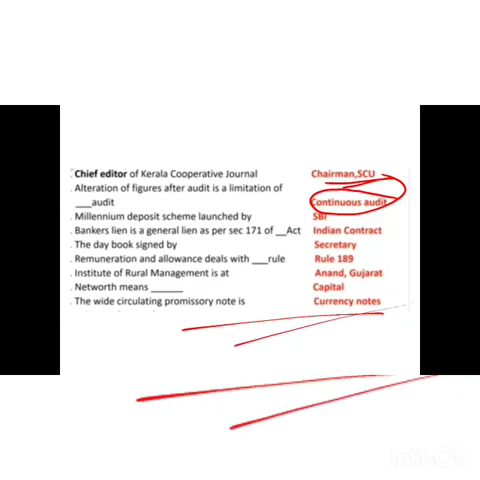 Chief editor of Kerala Cooperative Journal Chairman,SCU
. Alteration of figures after audit is a limitation of
___audit Continuous audit
. Millennium deposit scheme launched by SBI
. Bankers lien is a general lien as per sec 171 of __Act Indian Contract
. The day book signed by Secretary
. Remuneration and allowance deals with ___rule Rule 189
. Institute of Rural Management is at Anand, Gujarat
. Networth means ______ Capital
. The wide circulating promissory note is Currency notes
InShOt